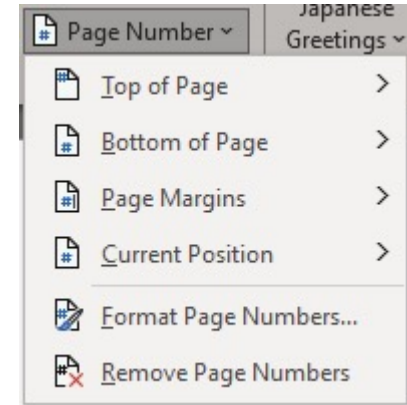 Page Number
Japanese
Greetings
Top of Page
Bottom of Page
Page Margins
Current Position
Format Page Numbers...
Remove Page Numbers